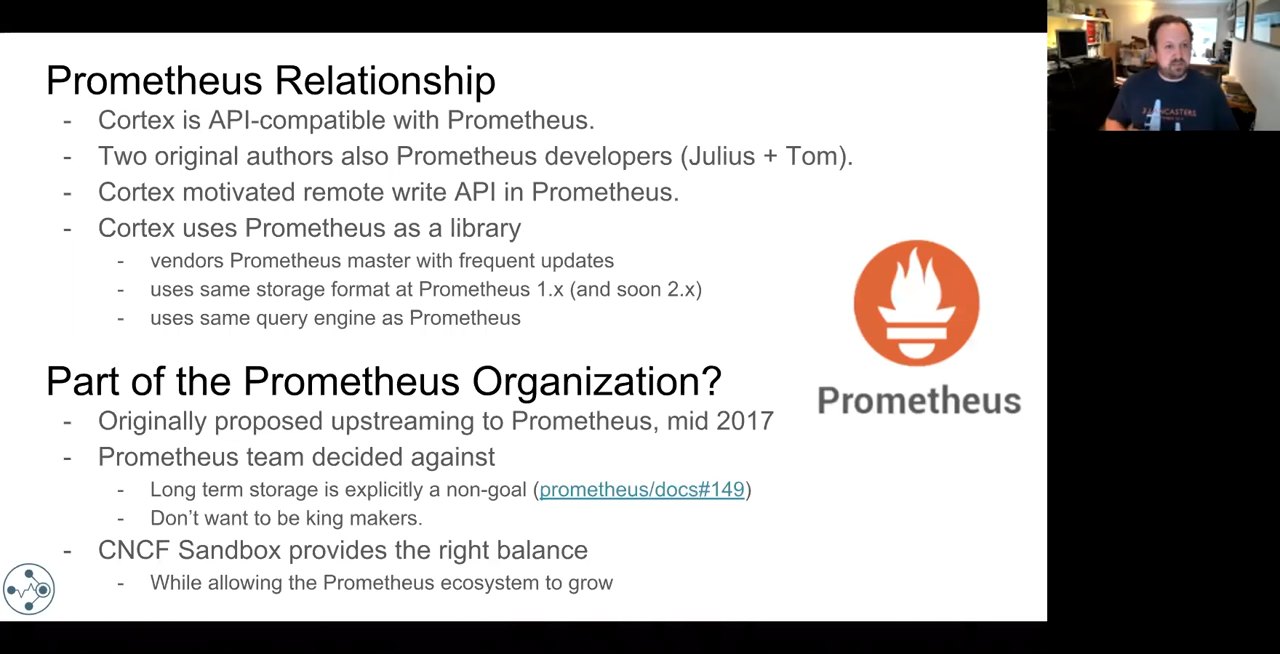 Prometheus Relationship
- Cortex is API-compatible with Prometheus.
- Two original authors also Prometheus developers (Julius + Tom).
- Cortex motivated remote write API in Prometheus.
- Cortex uses Prometheus as a library
- vendors Prometheus master with frequent updates
- uses same storage format at Prometheus 1.x (and soon 2.x)
- uses same query engine as Prometheus
Part of the Prometheus Organization?
- Originally proposed upstreaming to Prometheus, mid 2017
- Prometheus team decided against
- Long term storage is explicitly a non-goal (prometheus/docs#149)
- Don't want to be king makers.
- CNCF Sandbox provides the right balance
- While allowing the Prometheus ecosystem to grow
Prometheus